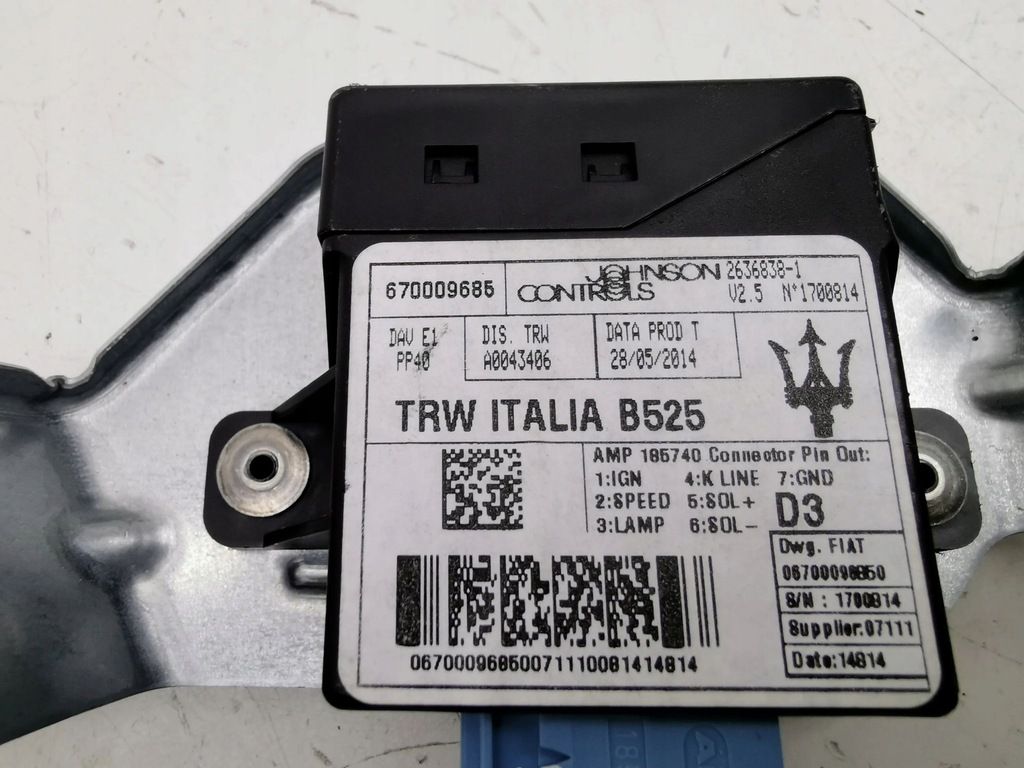 670009685
JOHNSON CONTROLS
2636838-1
V2.5 N°1700814
DAV E1
PP40
DIS. TRW
A0043406
DATA PROD T
28/05/2014
TRW ITALIA B525
AMP 185740 Connector Pin Out:
1:IGN 4:K LINE 7:GND
2:SPEED 5:SOL+
3:LAMP 6:SOL-
D3
Dwg. FIAT
06700096850
S/N : 1700814
Supplier:07111
Date:14814